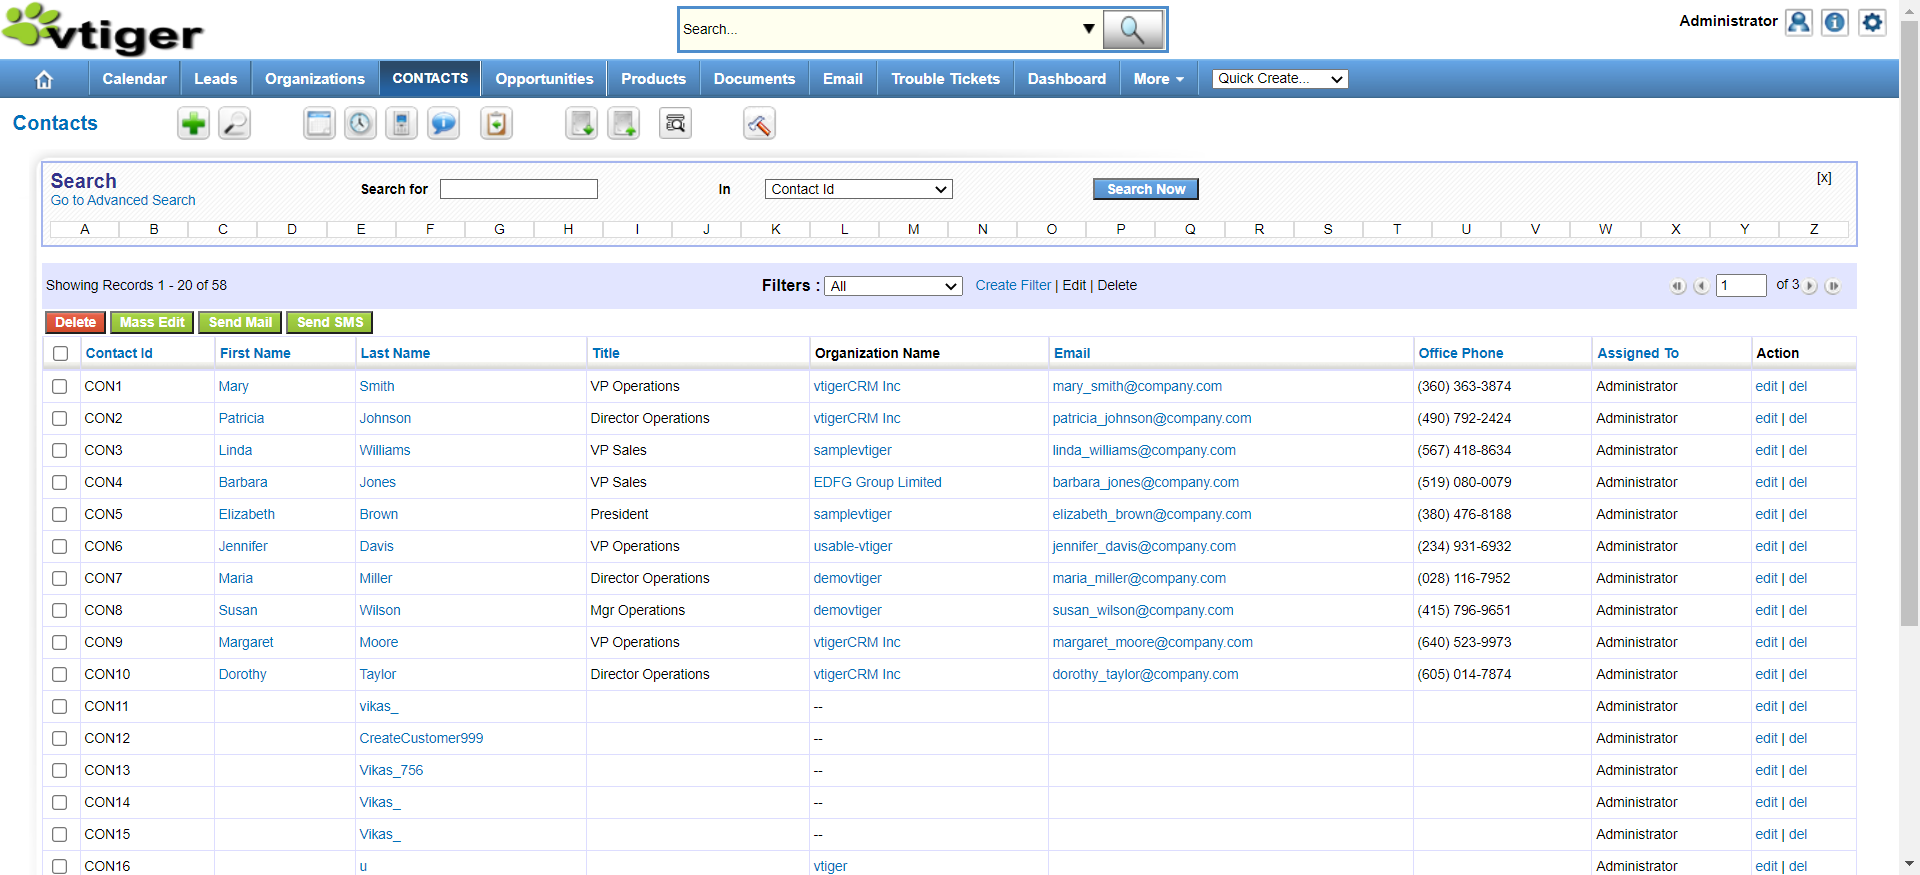 vtiger
Search...
Administrator
Calendar Leads Organizations CONTACTS Opportunities Products Documents Email Trouble Tickets Dashboard More Quick Create...
Contacts
Search
Go to Advanced Search
Search for In Contact Id Search Now [x]
A B C D E F G H I J K L M N O P Q R S T U V W X Y Z
Showing Records 1 - 20 of 58 Filters : All Create Filter | Edit | Delete 1 of 3
Delete Mass Edit Send Mail Send SMS
Contact Id First Name Last Name Title Organization Name Email Office Phone Assigned To Action
CON1 Mary Smith VP Operations vtigerCRM Inc mary_smith@company.com (360) 363-3874 Administrator edit | del
CON2 Patricia Johnson Director Operations vtigerCRM Inc patricia_johnson@company.com (490) 792-2424 Administrator edit | del
CON3 Linda Williams VP Sales samplevtiger linda_williams@company.com (567) 418-8634 Administrator edit | del
CON4 Barbara Jones VP Sales EDFG Group Limited barbara_jones@company.com (519) 080-0079 Administrator edit | del
CON5 Elizabeth Brown President samplevtiger elizabeth_brown@company.com (380) 476-8188 Administrator edit | del
CON6 Jennifer Davis VP Operations usable-vtiger jennifer_davis@company.com (234) 931-6932 Administrator edit | del
CON7 Maria Miller Director Operations demovtiger maria_miller@company.com (028) 116-7952 Administrator edit | del
CON8 Susan Wilson Mgr Operations demovtiger susan_wilson@company.com (415) 796-9651 Administrator edit | del
CON9 Margaret Moore VP Operations vtigerCRM Inc margaret_moore@company.com (640) 523-9973 Administrator edit | del
CON10 Dorothy Taylor Director Operations vtigerCRM Inc dorothy_taylor@company.com (605) 014-7874 Administrator edit | del
CON11 vikas_ -- Administrator edit | del
CON12 CreateCustomer999 -- Administrator edit | del
CON13 Vikas_756 -- Administrator edit | del
CON14 Vikas_ -- Administrator edit | del
CON15 Vikas_ -- Administrator edit | del
CON16 u vtiger Administrator edit | del